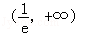 (1/e, +∞)